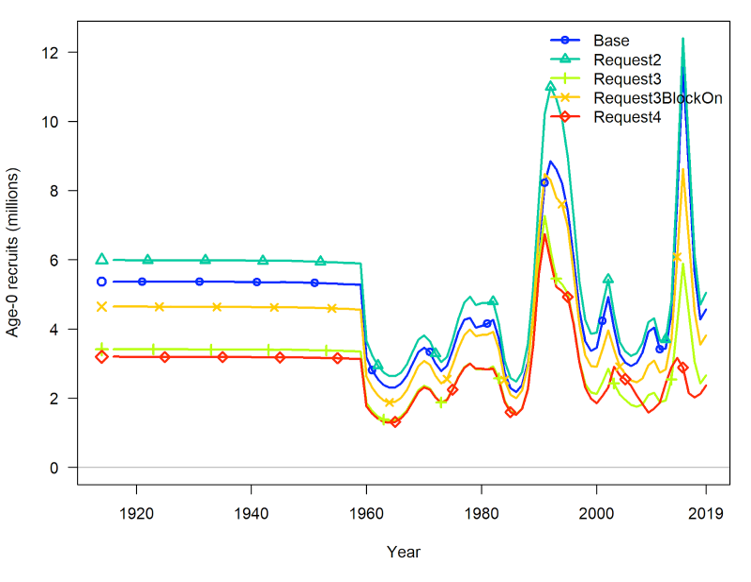 Base
Request2
Request3
Request3BlockOn
Request4
12
10
8
6
4
2
0
Age-0 recruits (millions)
1920 1940 1960 1980 2000 2019
Year